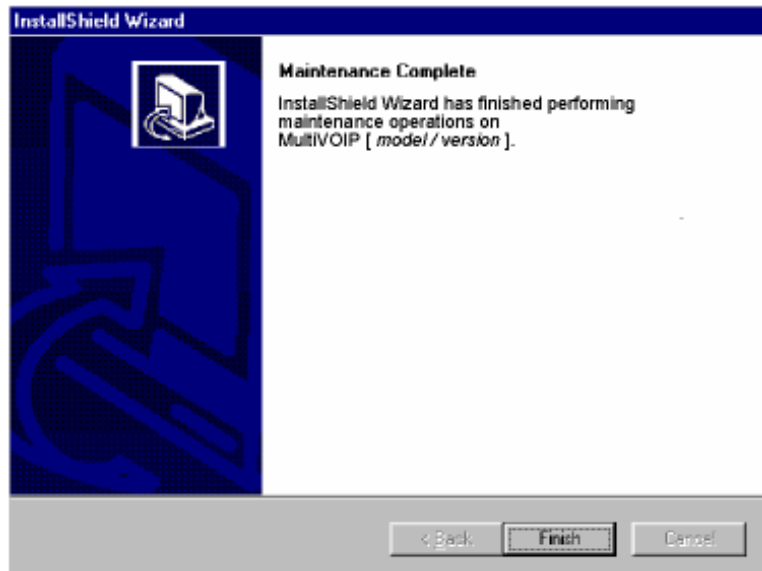 InstallShield Wizard
Maintenance Complete
InstallShield Wizard has finished performing
maintenance operations on
MultiVOIP [ model / version ].
< Back Finish Cancel